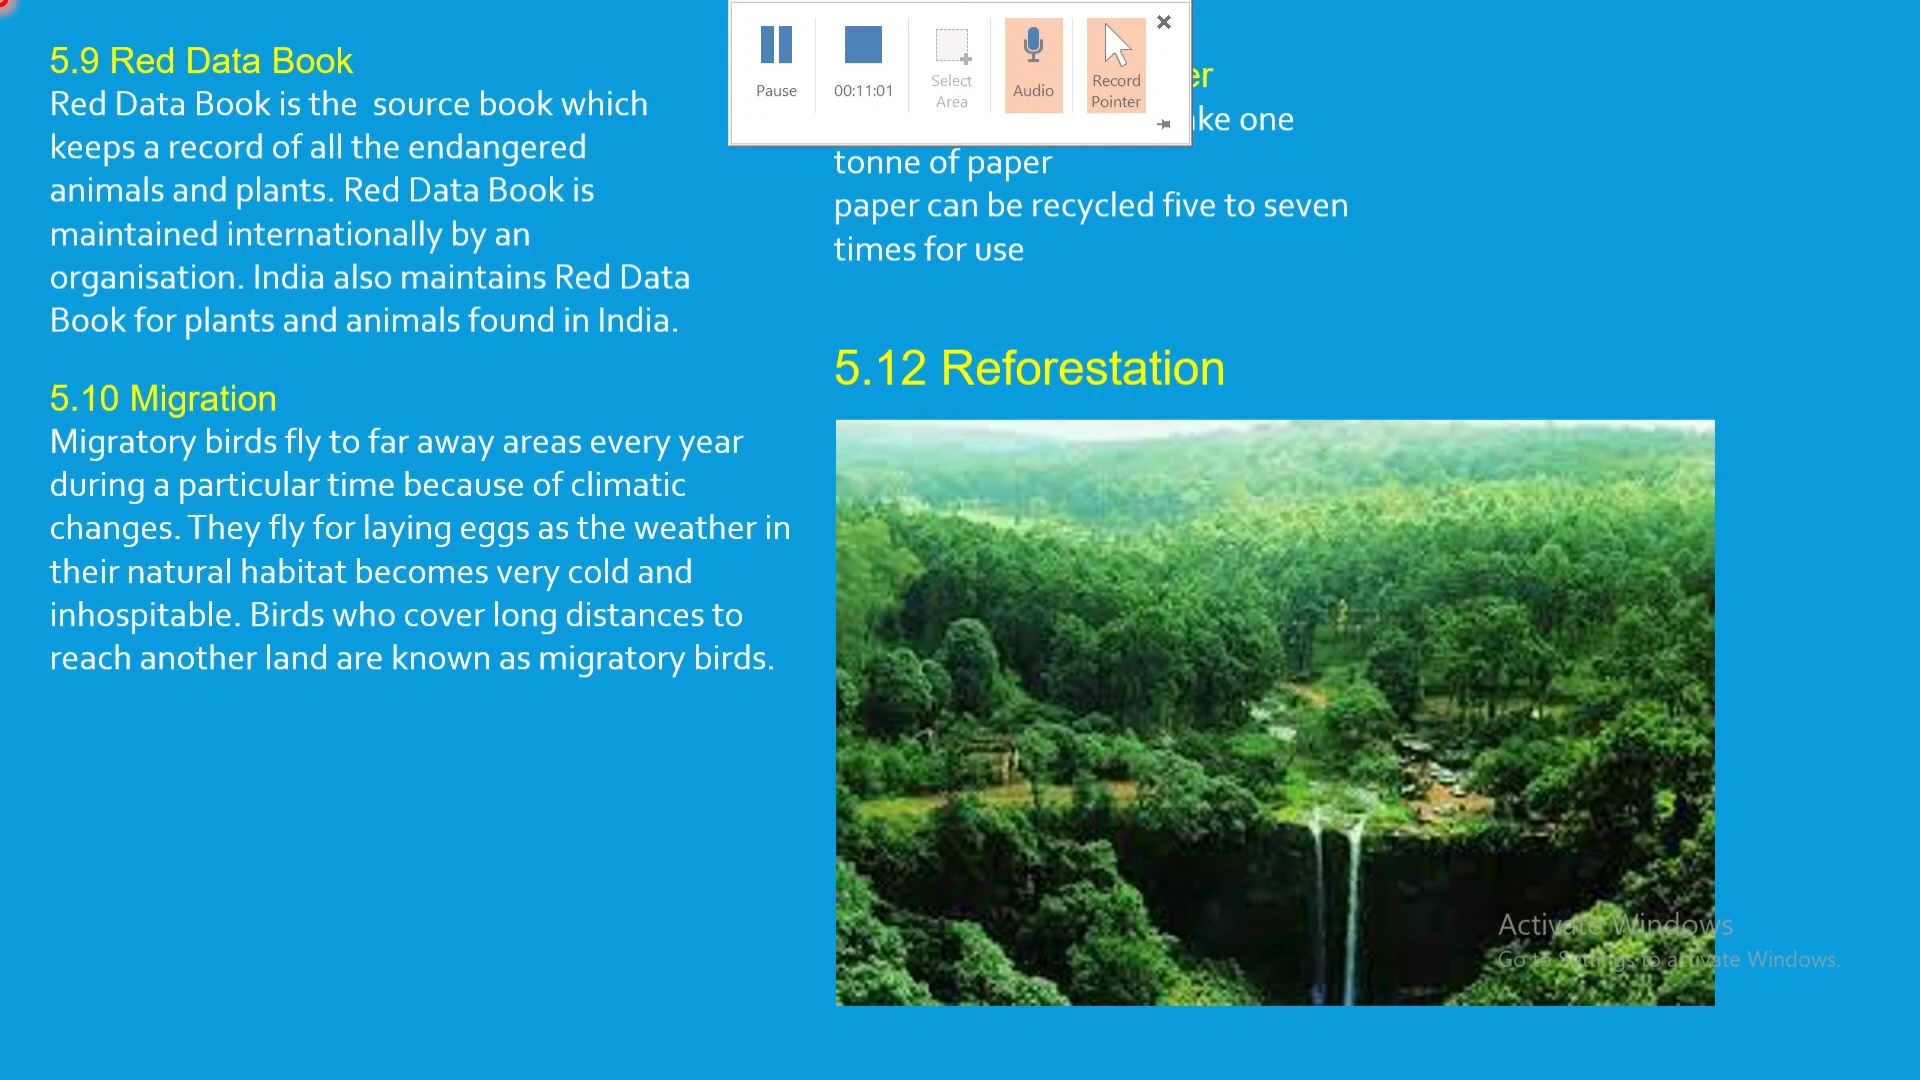 5.9 Red Data Book
Red Data Book is the source book which
keeps a record of all the endangered
animals and plants. Red Data Book is
maintained internationally by an
organisation. India also maintains Red Data
Book for plants and animals found in India.
5.10 Migration
Migratory birds fly to far away areas every year
during a particular time because of climatic
changes. They fly for laying eggs as the weather in
their natural habitat becomes very cold and
inhospitable. Birds who cover long distances to
reach another land are known as migratory birds.
Pause
00:11:01
Select
Area
Audio
Record
Pointer
one
tonne of paper
paper can be recycled five to seven
times for use
5.12 Reforestation
Activate Windows
Go to Settings to activate Windows.